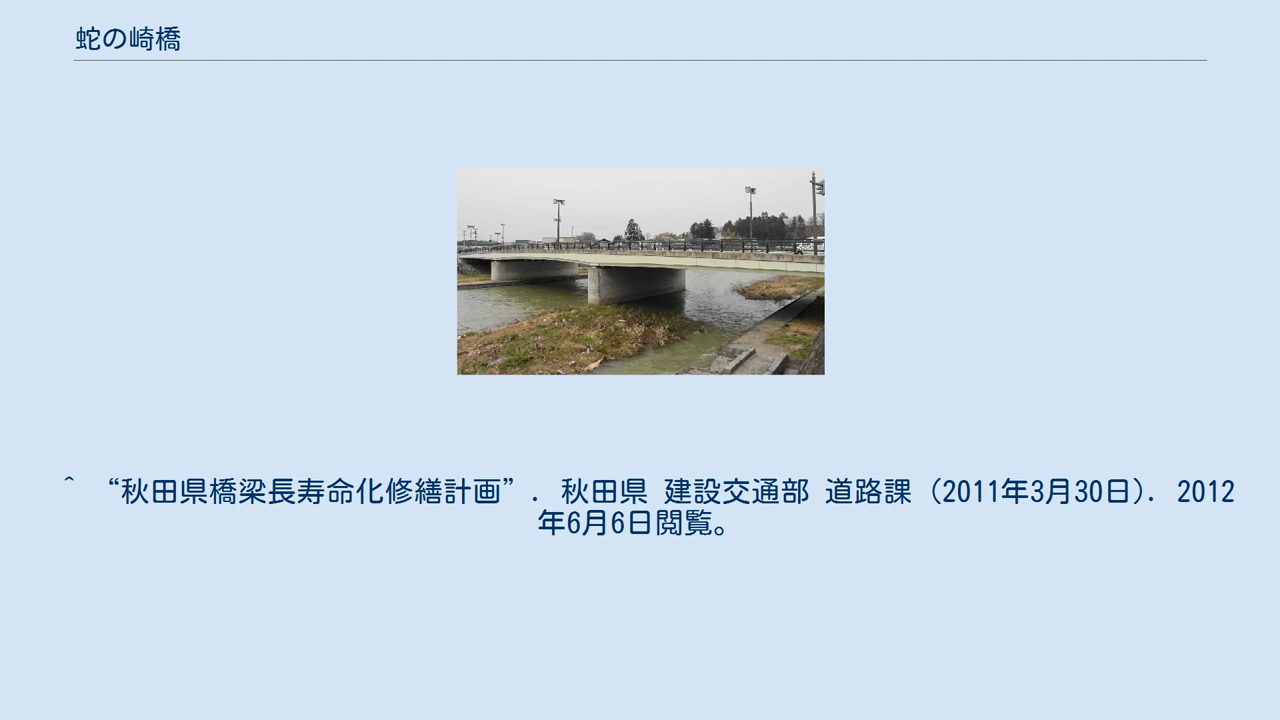 蛇の崎橋
^ “秋田県橋梁長寿命化修繕計画”. 秋田県 建設交通部 道路課 (2011年3月30日). 2012
年6月6日閲覧。